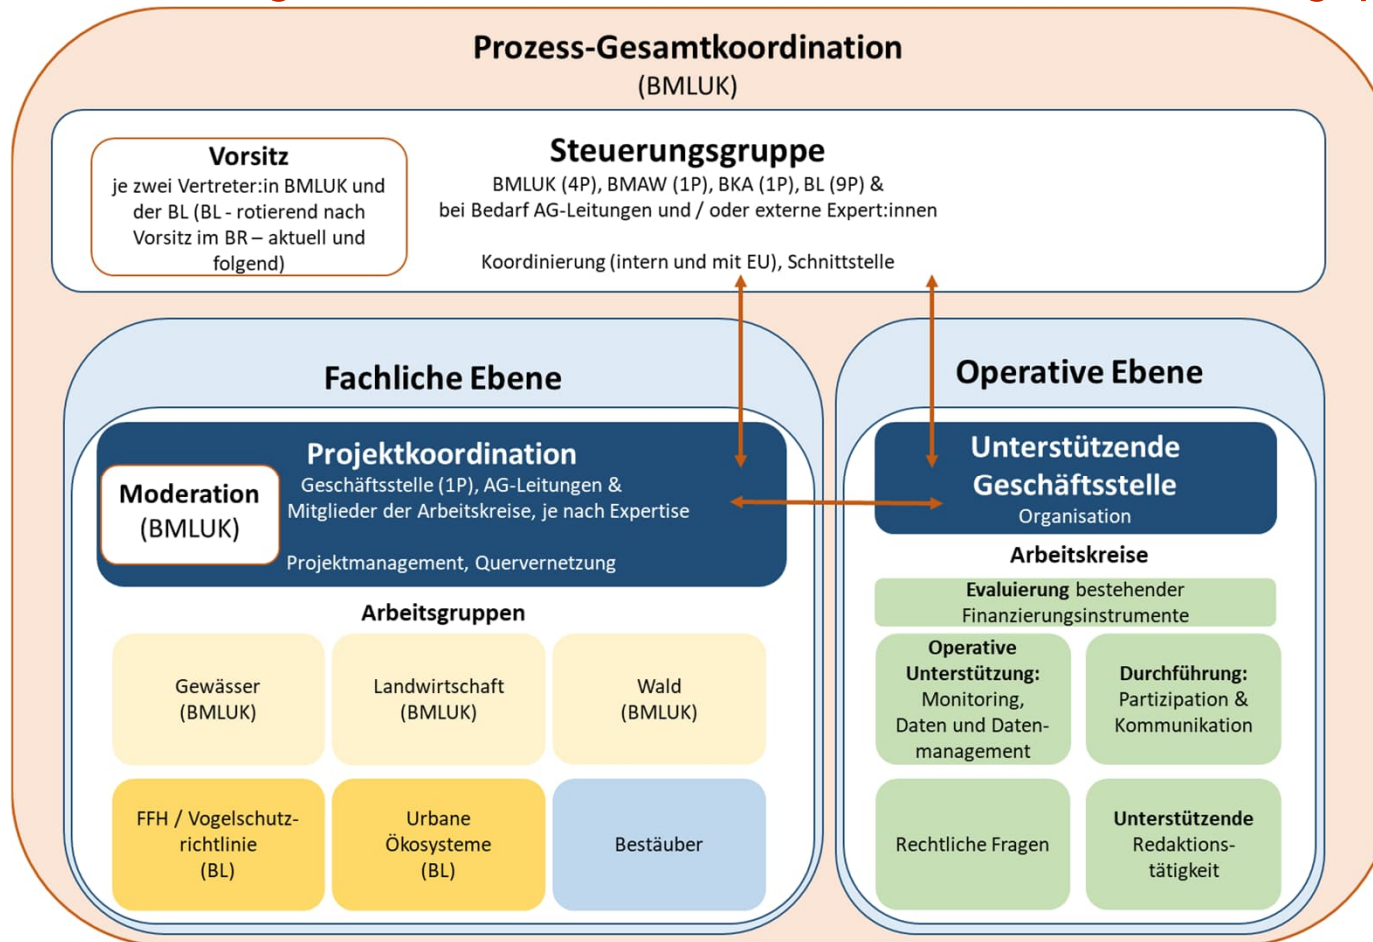 Prozess-Gesamtkoordination
(BMLUK)
Vorsitz
je zwei Vertreter:in BMLUK und
der BL (BL - rotierend nach
Vorsitz im BR – aktuell und
folgend)
Steuerungsgruppe
BMLUK (4P), BMAW (1P), BKA (1P), BL (9P) &
bei Bedarf AG-Leitungen und / oder externe Expert:innen
Koordinierung (intern und mit EU), Schnittstelle
Fachliche Ebene
Projektkoordination
Geschäftsstelle (1P), AG-Leitungen &
Mitglieder der Arbeitskreise, je nach Expertise
Projektmanagement, Quervernetzung
Moderation
(BMLUK)
Arbeitsgruppen
Gewässer
(BMLUK)
Landwirtschaft
(BMLUK)
Wald
(BMLUK)
FFH / Vogelschutz-
richtlinie
(BL)
Urbane
Ökosysteme
(BL)
Bestäuber
Operative Ebene
Unterstützende
Geschäftsstelle
Organisation
Arbeitskreise
Evaluierung bestehender
Finanzierungsinstrumente
Operative
Unterstützung:
Monitoring,
Daten und Daten-
management
Durchführung:
Partizipation &
Kommunikation
Rechtliche Fragen
Unterstützende
Redaktions-
tätigkeit